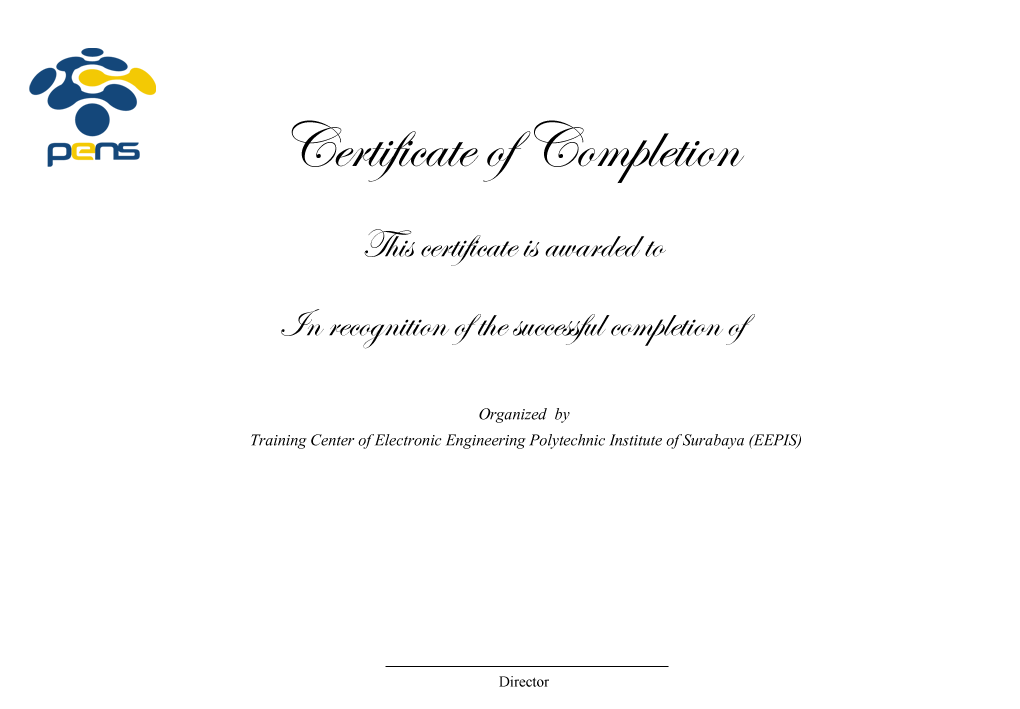 pens
Certificate of Completion
This certificate is awarded to
In recognition of the successful completion of
Organized by
Training Center of Electronic Engineering Polytechnic Institute of Surabaya (EEPIS)
Director